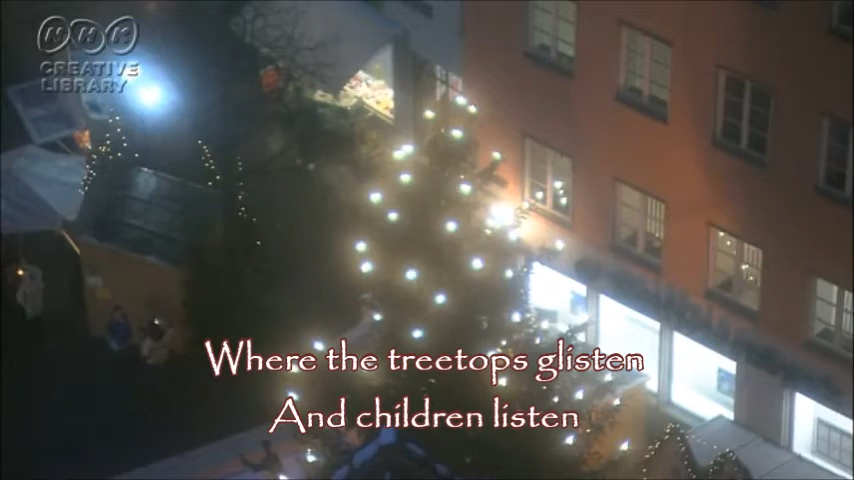 NHK
CREATIVE
LIBRARY
Where the treetops glisten
And children listen